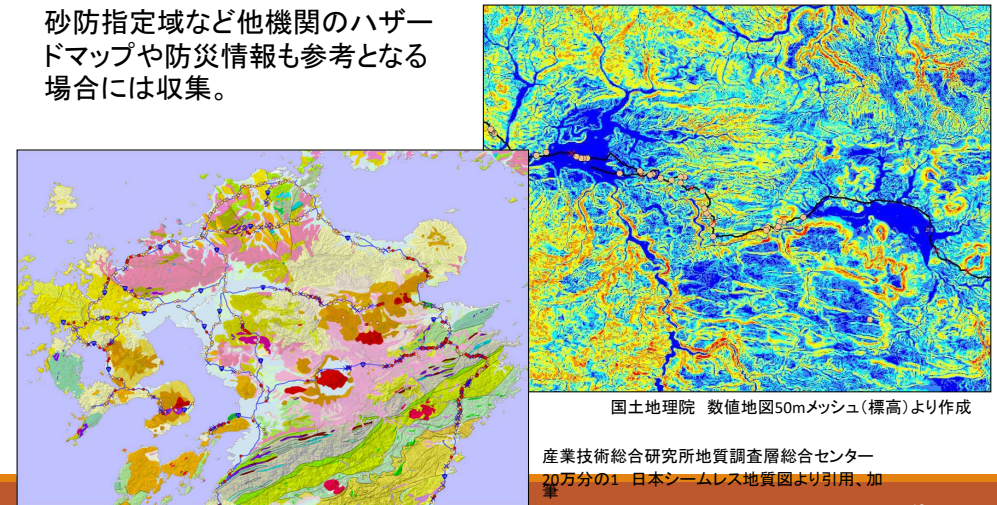 砂防指定域など他機関のハザー
ドマップや防災情報も参考となる
場合には収集。
国土地理院 数値地図50mメッシュ（標高）より作成
産業技術総合研究所地質調査層総合センター
20万分の1 日本シームレス地質図より引用、加
筆